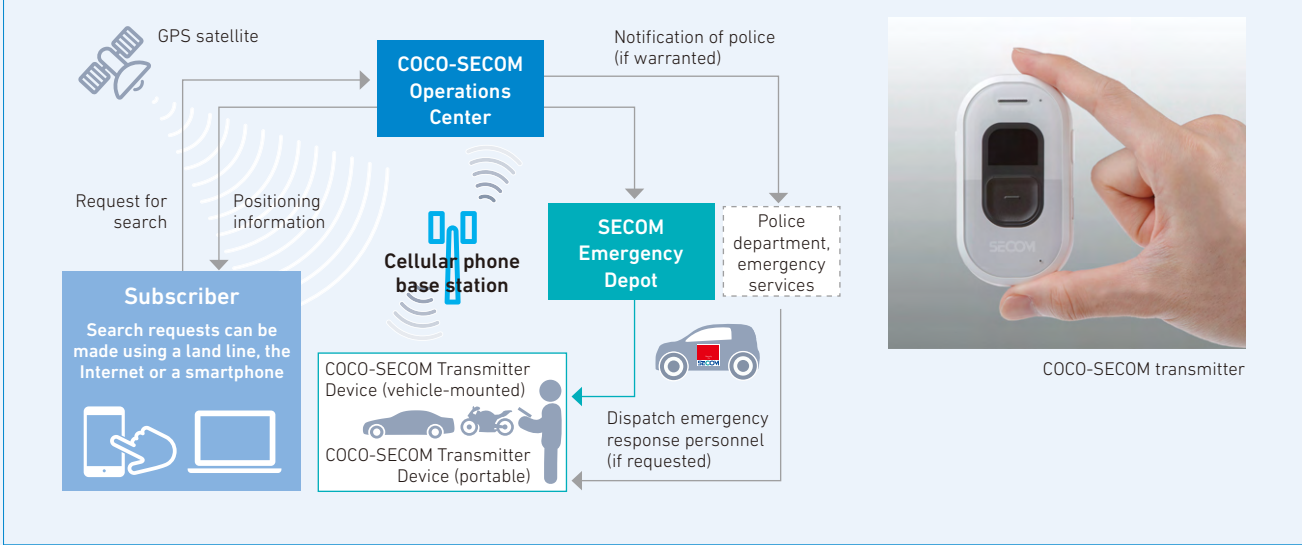 GPS satellite
COCO-SECOM
Operations
Center
Notification of police
(if warranted)
Request for
search
Positioning
information
Cellular phone
base station
SECOM
Emergency
Depot
Police
department,
emergency
services
Subscriber
Search requests can be
made using a land line, the
Internet or a smartphone
COCO-SECOM Transmitter
Device (vehicle-mounted)
COCO-SECOM Transmitter
Device (portable)
SECOM
Dispatch emergency
response personnel
(if requested)
SECOM
COCO-SECOM transmitter